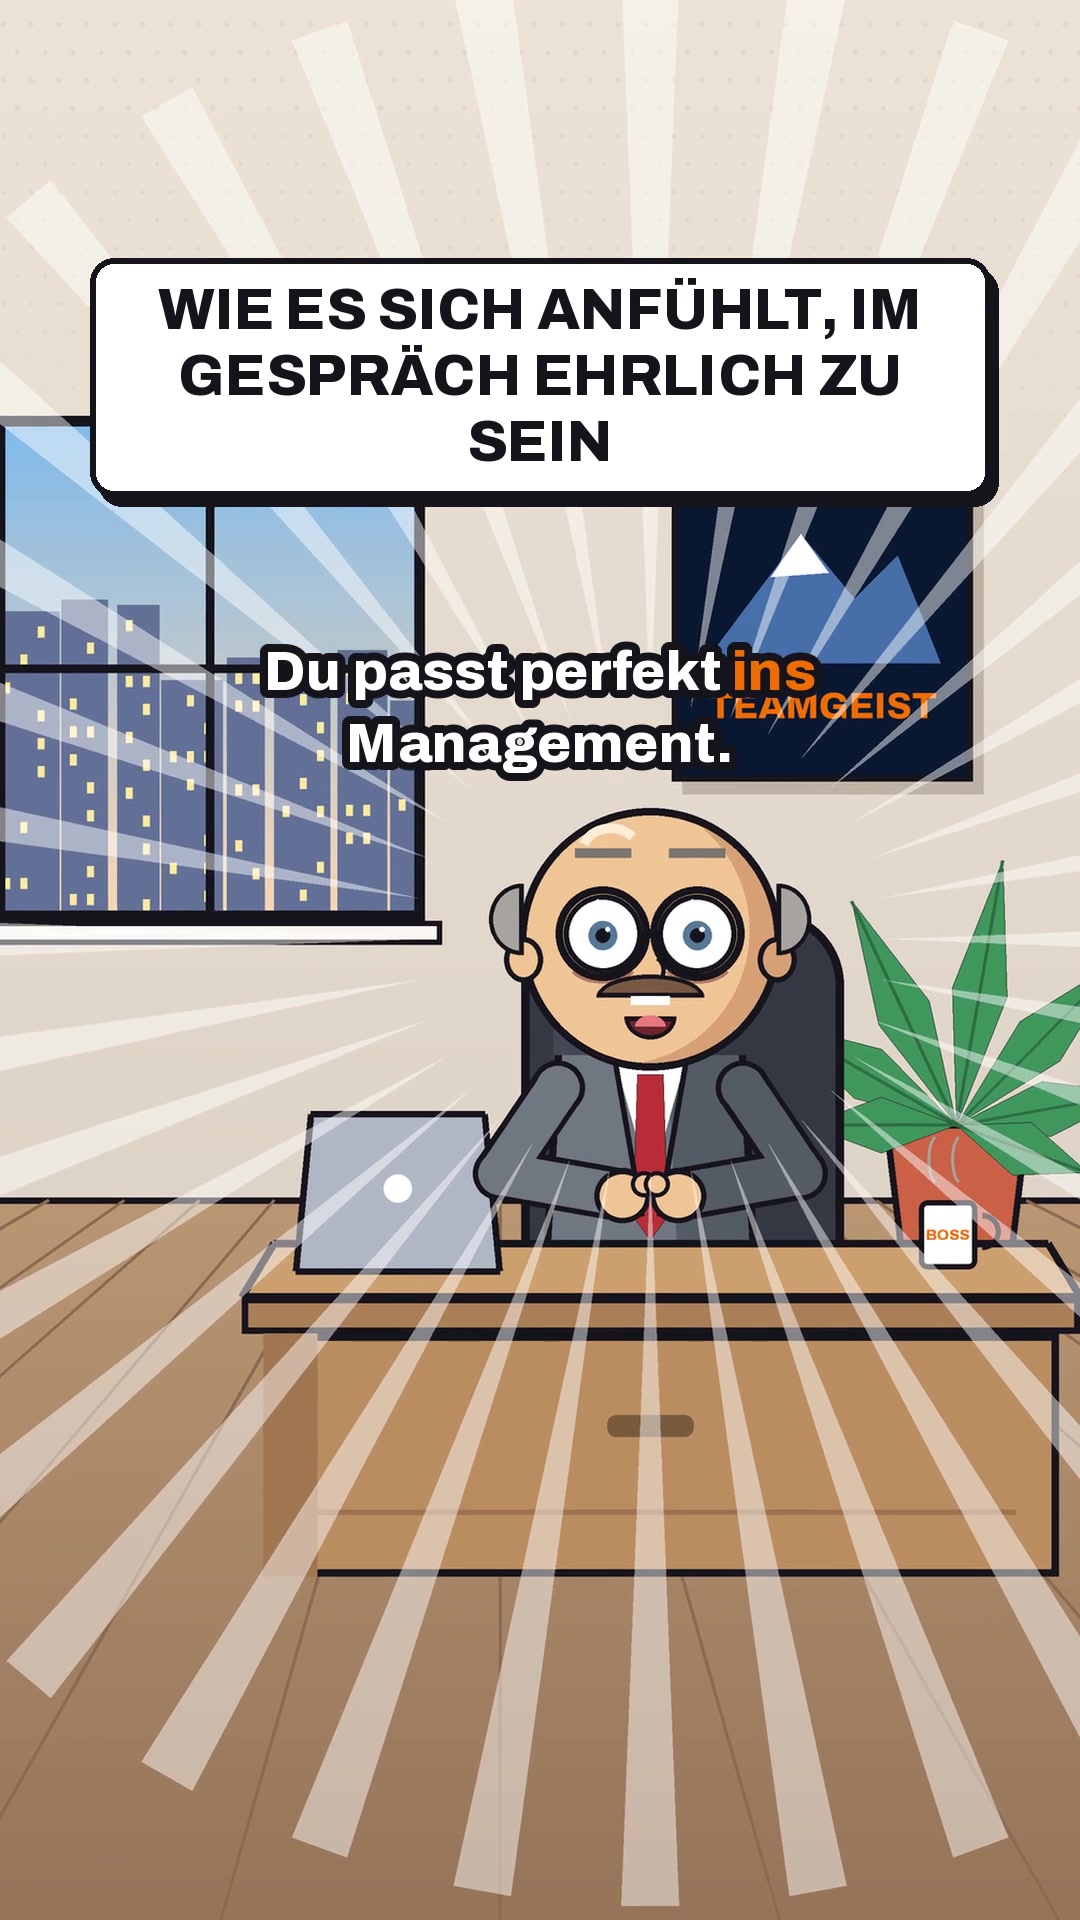 WIE ES SICH ANFÜHLT, IM
GESPRÄCH EHRLICH ZU
SEIN
Du passt perfekt ins
Management.
TEAMGEIST
BOSS